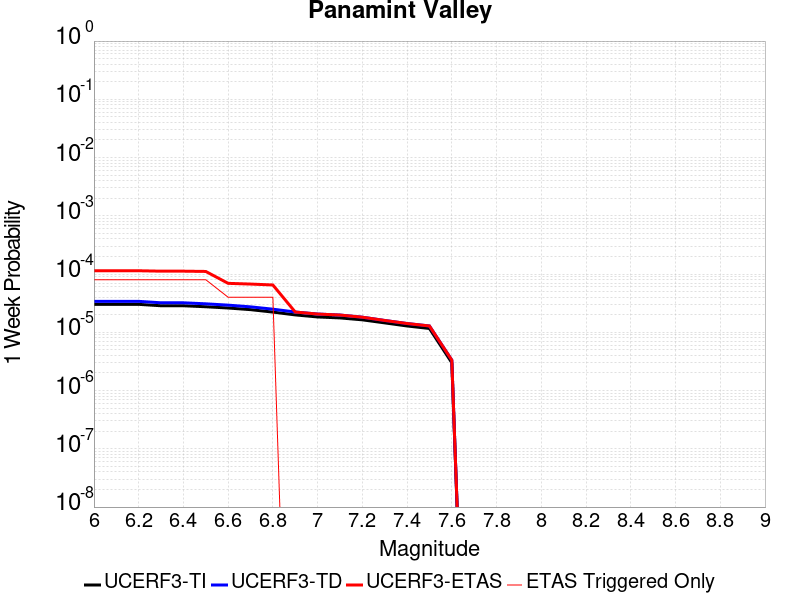 Panamint Valley
10^0
10^-1
10^-2
10^-3
10^-4
10^-5
10^-6
10^-7
10^-8
1 Week Probability
6 6.2 6.4 6.6 6.8 7 7.2 7.4 7.6 7.8 8 8.2 8.4 8.6 8.8 9
Magnitude
UCERF3-TI UCERF3-TD UCERF3-ETAS ETAS Triggered Only